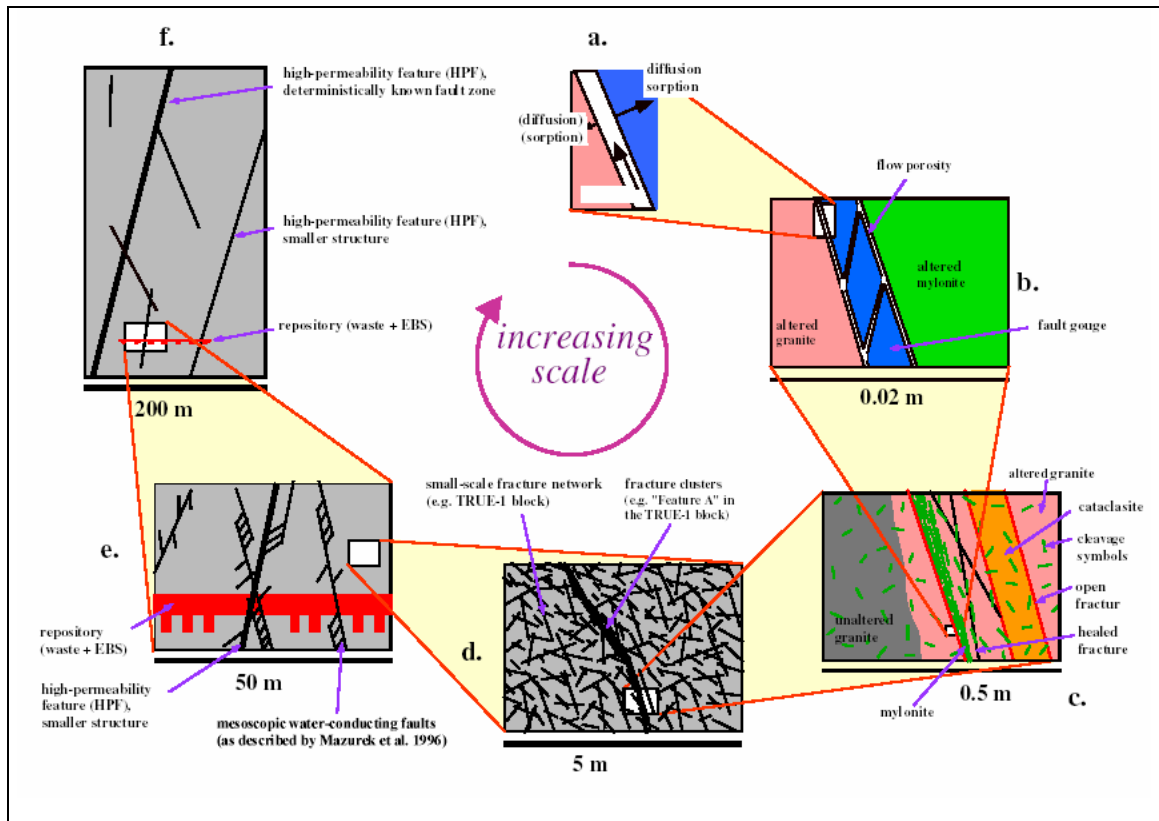 f.
high-permeability feature (HPF),
deterministically known fault zone
high-permeability feature (HPF),
smaller structure
repository (waste + EBS)
200 m
a.
diffusion
sorption
(diffusion)
(sorption)
increasing
scale
flow porosity
altered
mylonite
b.
altered
granite
fault gouge
0.02 m
altered granite
cataclasite
cleavage
symbols
open
fractur
healed
fracture
unaltered
granite
0.5 m
mylonite
c.
small-scale fracture network
(e.g. TRUE-1 block)
fracture clusters
(e.g. "Feature A" in
the TRUE-1 block)
d.
5 m
e.
repository
(waste + EBS)
50 m
high-permeability
feature (HPF),
smaller structure
mesoscopic water-conducting faults
(as described by Mazurek et al. 1996)